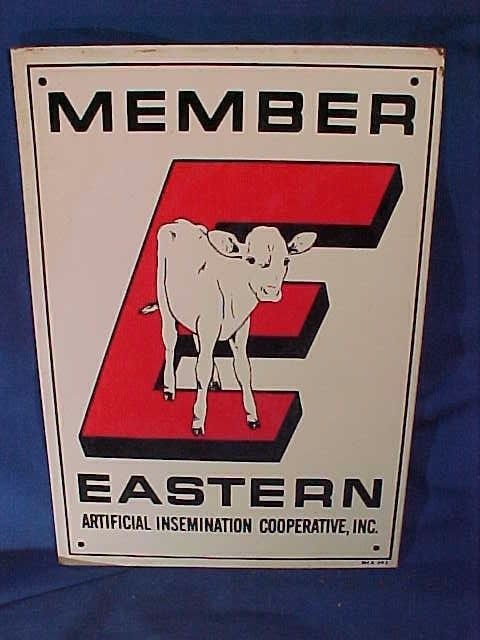 MEMBER
E
EASTERN
ARTIFICIAL INSEMINATION COOPERATIVE, INC.